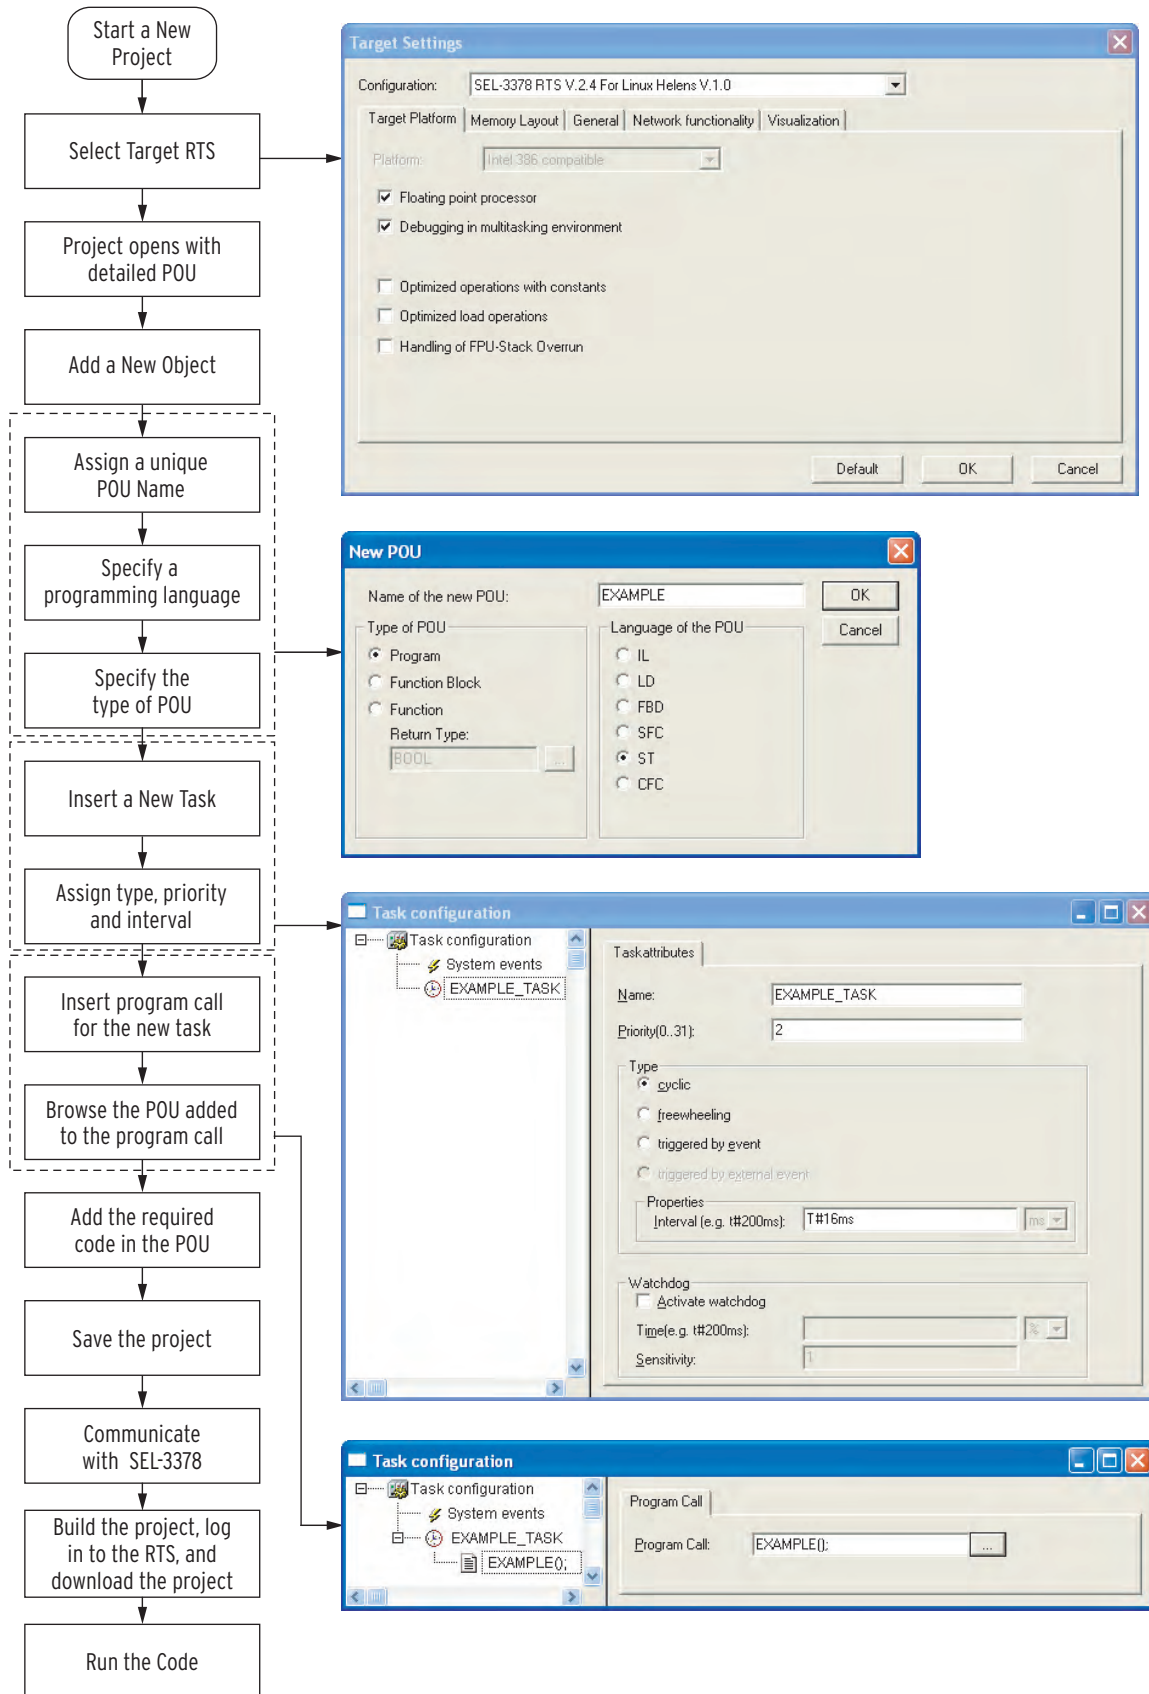 Start a New
Project
Select Target RTS
Project opens with
detailed POU
Add a New Object
Assign a unique
POU Name
Specify a
programming language
Specify the
type of POU
Insert a New Task
Assign type, priority
and interval
Insert program call
for the new task
Browse the POU added
to the program call
Add the required
code in the POU
Save the project
Communicate
with SEL-3378
Build the project, log
in to the RTS, and
download the project
Run the Code
Target Settings
Configuration: SEL-3378 RTS V.2.4 For Linux Helens V.1.0
Target Platform Memory Layout General Network functionality Visualization
Platform: Intel 386 compatible
Floating point processor
Debugging in multitasking environment
Optimized operations with constants
Optimized load operations
Handling of FPU-Stack Overrun
Default OK Cancel
New POU
Name of the new POU: EXAMPLE OK
Type of POU Language of the POU Cancel
Program IL
Function Block LD
Function FBD
Return Type: SFC
BOOL ... ST
CFC
Task configuration
Task configuration
System events
EXAMPLE_TASK
Taskattributes
Name: EXAMPLE_TASK
Priority(0..31): 2
Type
cyclic
freewheeling
triggered by event
triggered by external event
Properties
Interval (e.g. t#200ms): T#16ms ms
Watchdog
Activate watchdog
Time(e.g. t#200ms): %
Sensitivity: 1
Task configuration
Task configuration
System events
EXAMPLE_TASK
EXAMPLE();
Program Call
Program Call: EXAMPLE(); ...